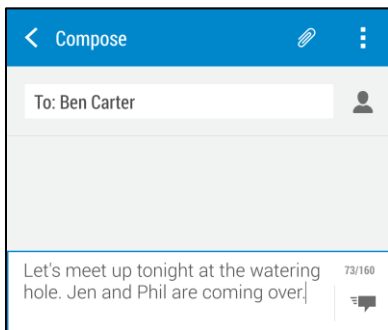 Compose
To: Ben Carter
Let's meet up tonight at the watering
73/160
hole. Jen and Phil are coming over.